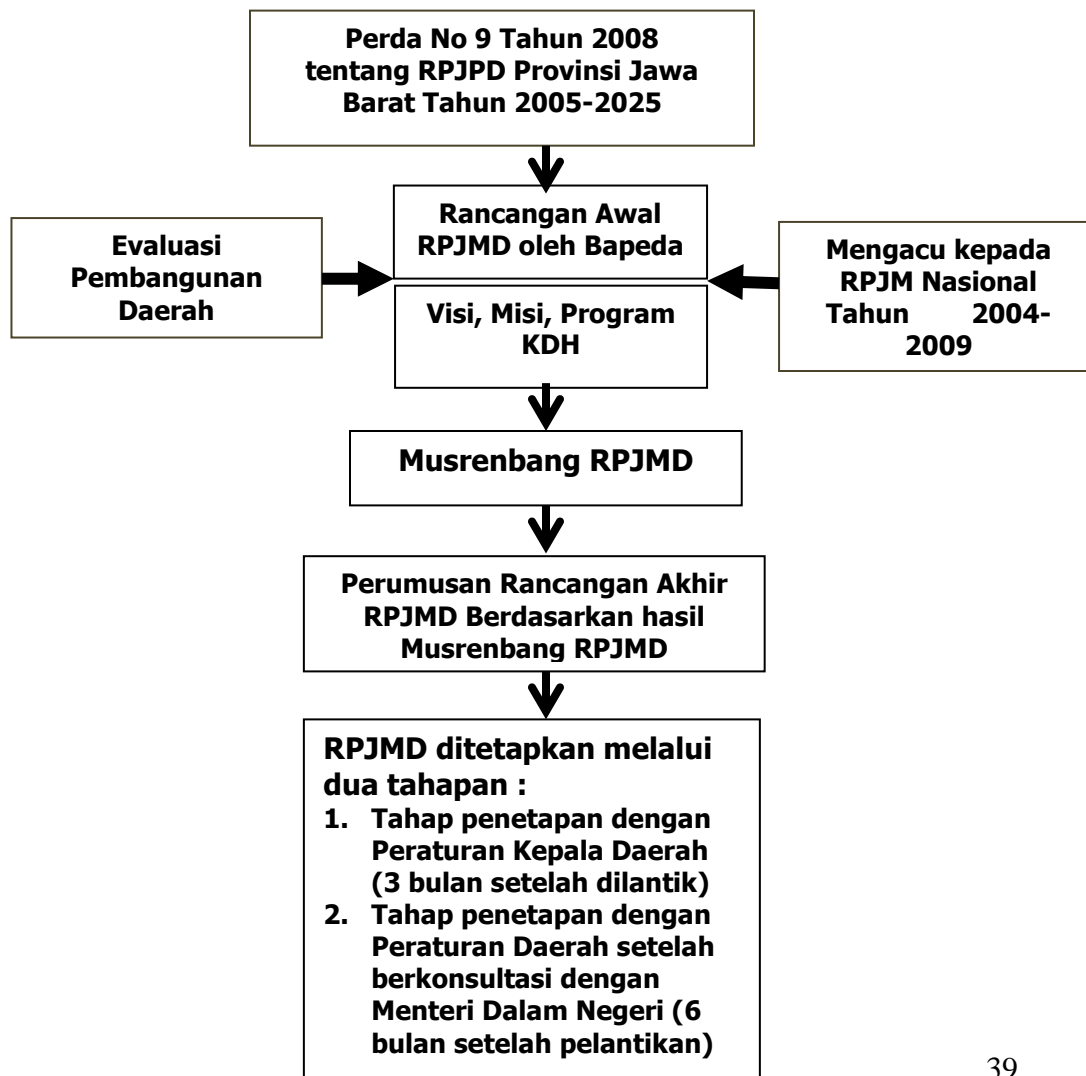 Perda No 9 Tahun 2008
tentang RPJPD Provinsi Jawa
Barat Tahun 2005-2025
Rancangan Awal
RPJMD oleh Bapeda
Evaluasi
Pembangunan
Daerah
Visi, Misi, Program
KDH
Mengacu kepada
RPJM Nasional
Tahun 2004-
2009
Musrenbang RPJMD
Perumusan Rancangan Akhir
RPJMD Berdasarkan hasil
Musrenbang RPJMD
RPJMD ditetapkan melalui
dua tahapan :
1. Tahap penetapan dengan
Peraturan Kepala Daerah
(3 bulan setelah dilantik)
2. Tahap penetapan dengan
Peraturan Daerah setelah
berkonsultasi dengan
Menteri Dalam Negeri (6
bulan setelah pelantikan)
39